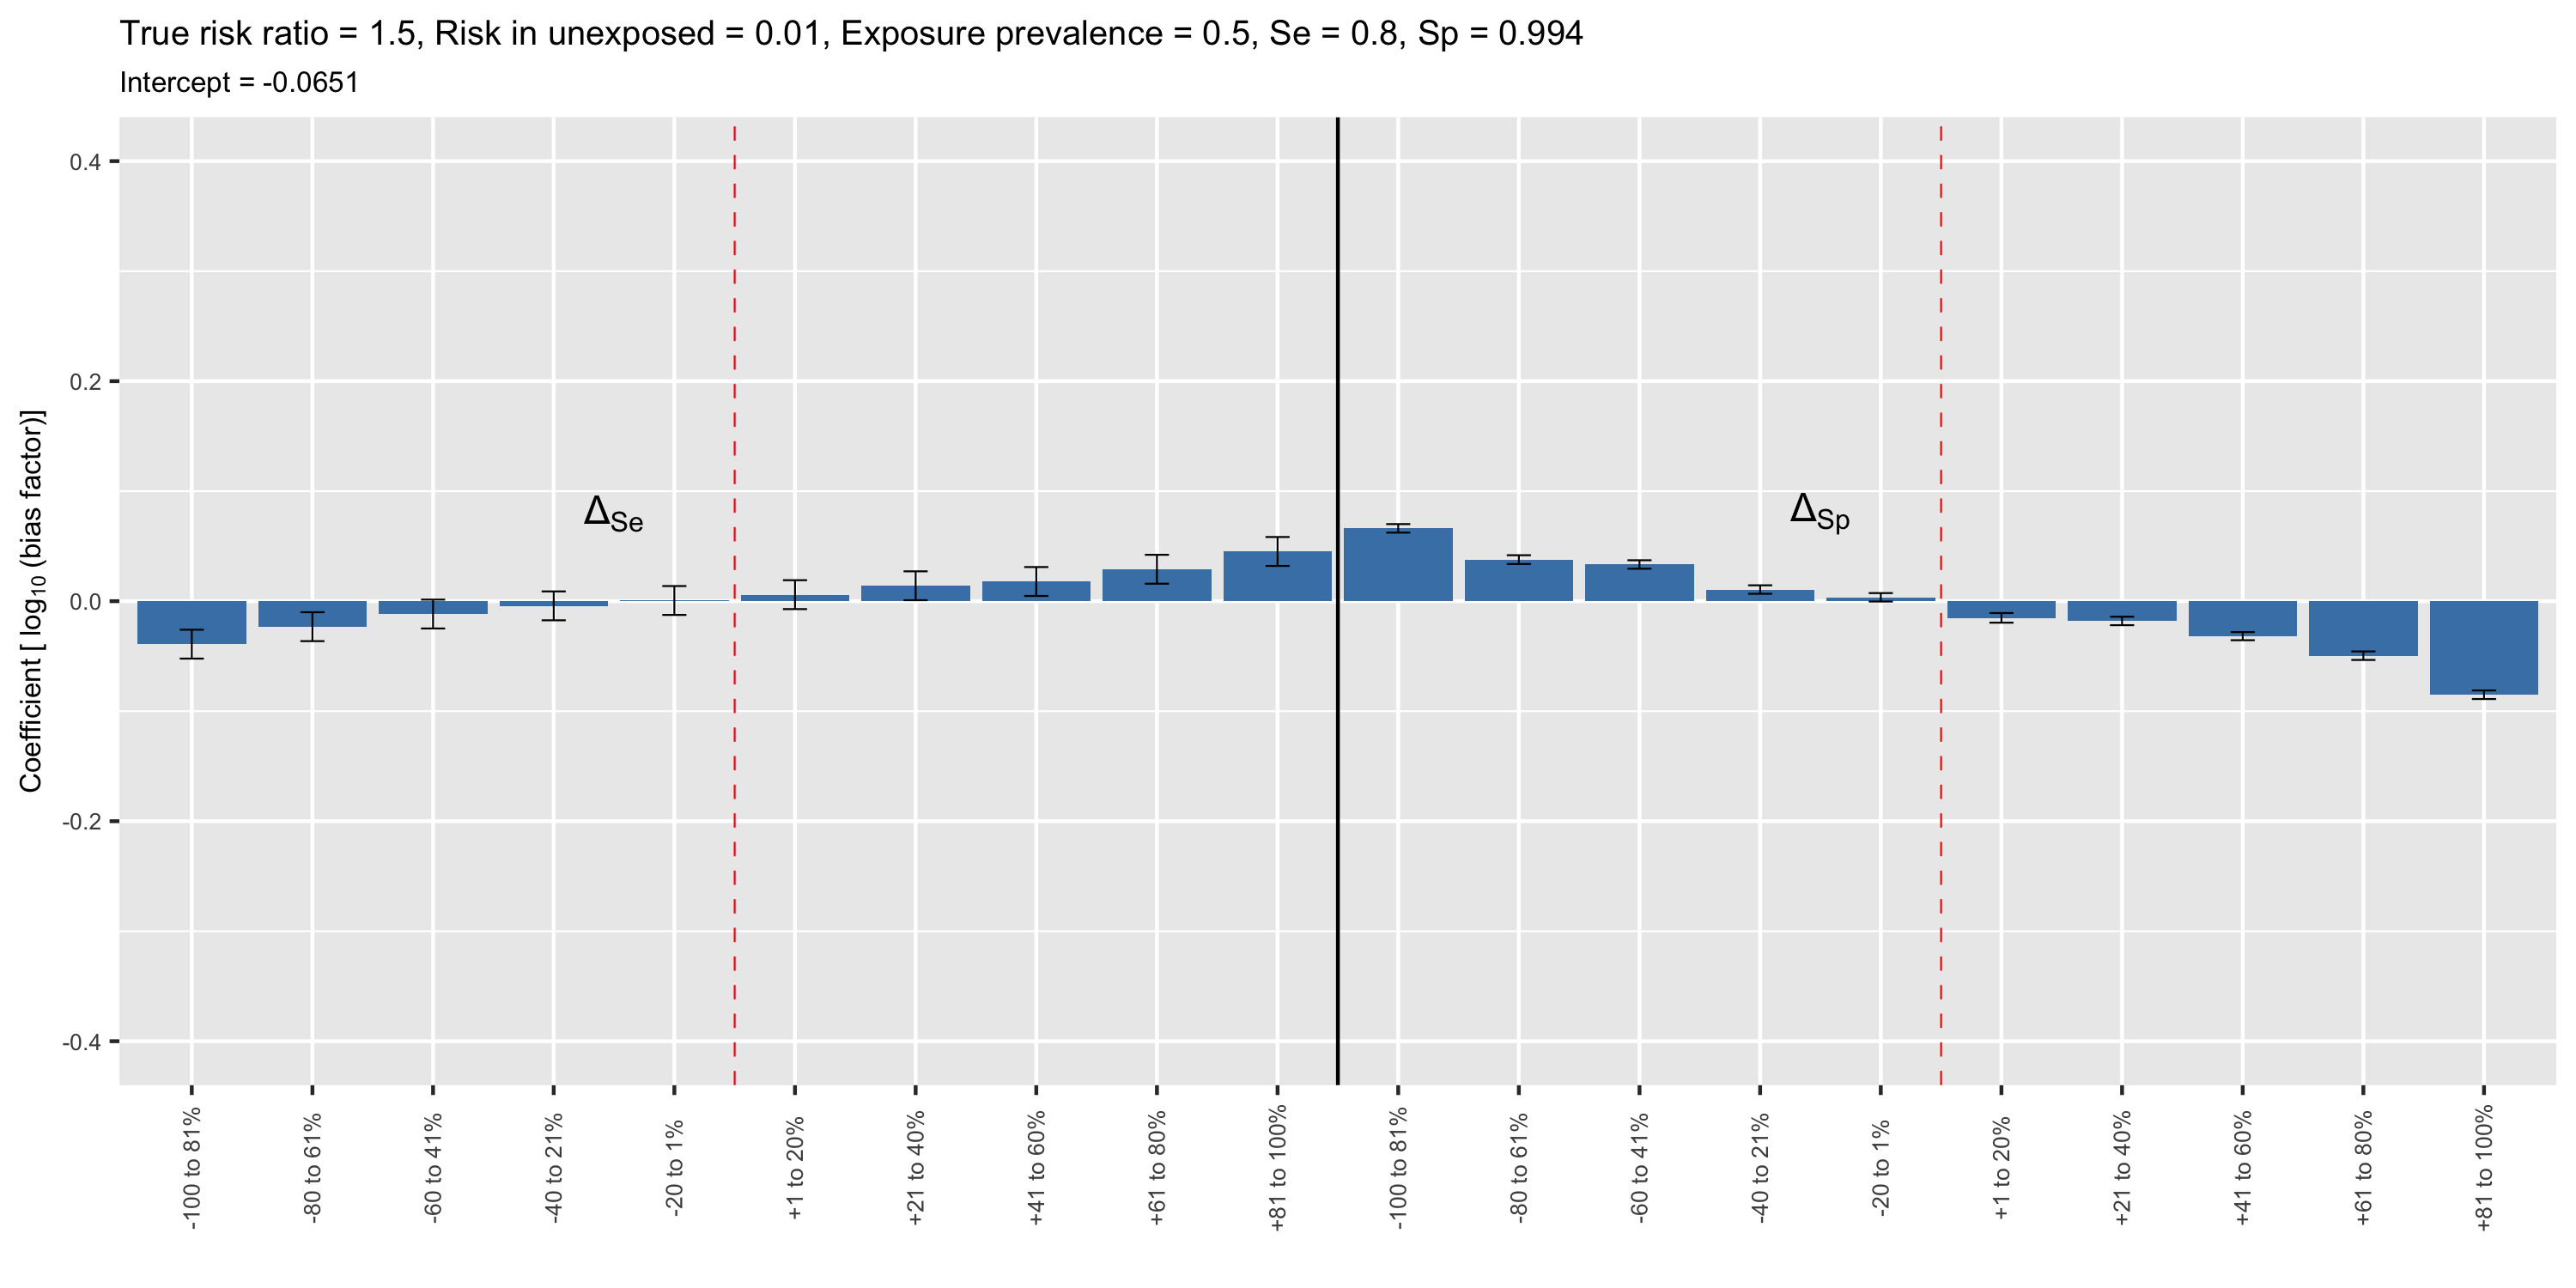 True risk ratio = 1.5, Risk in unexposed = 0.01, Exposure prevalence = 0.5, Se = 0.8, Sp = 0.994
Intercept = -0.0651
Coefficient [ log10 (bias factor)]
0.4
0.2
0.0
-0.2
-0.4
ΔSe
ΔSp
-100 to 81%
-80 to 61%
-60 to 41%
-40 to 21%
-20 to 1%
+1 to 20%
+21 to 40%
+41 to 60%
+61 to 80%
+81 to 100%
-100 to 81%
-80 to 61%
-60 to 41%
-40 to 21%
-20 to 1%
+1 to 20%
+21 to 40%
+41 to 60%
+61 to 80%
+81 to 100%